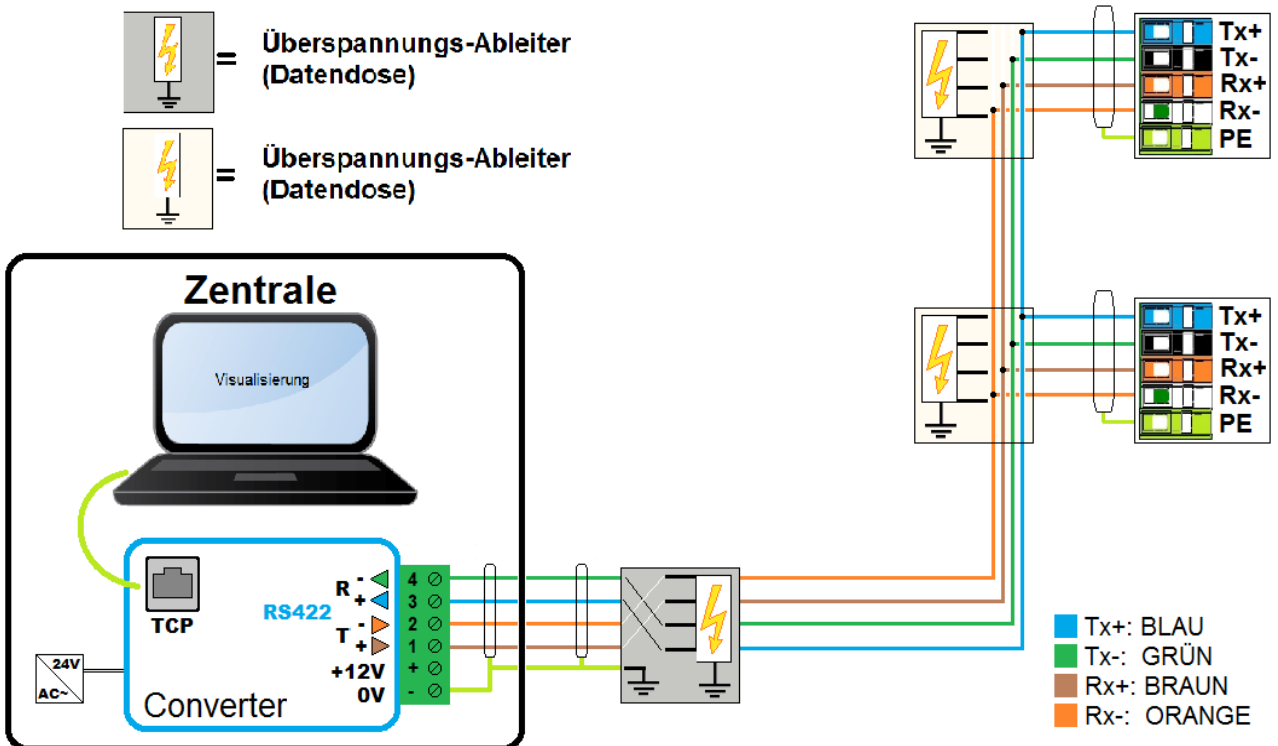 =
Überspannungs-Ableiter
(Datendose)
=
Überspannungs-Ableiter
(Datendose)
Tx+
Tx-
Rx+
Rx-
PE
Tx+
Tx-
Rx+
Rx-
PE
Zentrale
Visualisierung
TCP
RS422
R - 4
+ 3
T - 2
+ 1
+12V +
0V -
24V
AC~
Converter
Tx+: BLAU
Tx-: GRÜN
Rx+: BRAUN
Rx-: ORANGE